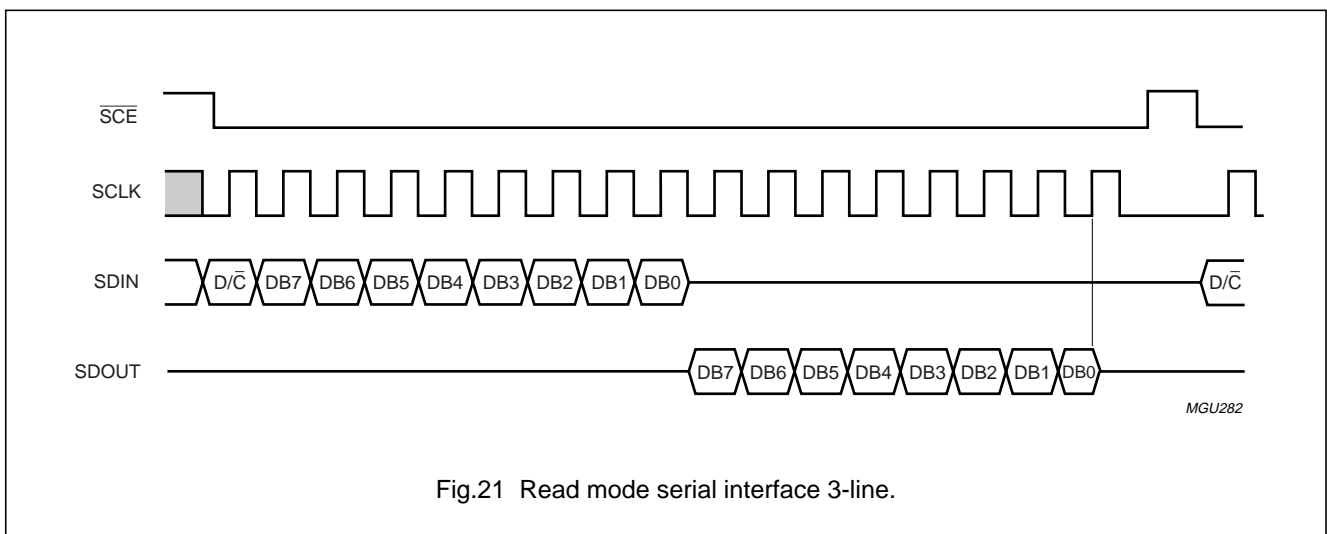 S̅C̅E̅
SCLK
SDIN D/C̅ DB7 DB6 DB5 DB4 DB3 DB2 DB1 DB0 D/C̅
SDOUT DB7 DB6 DB5 DB4 DB3 DB2 DB1 DB0
MGU282
Fig.21 Read mode serial interface 3-line.